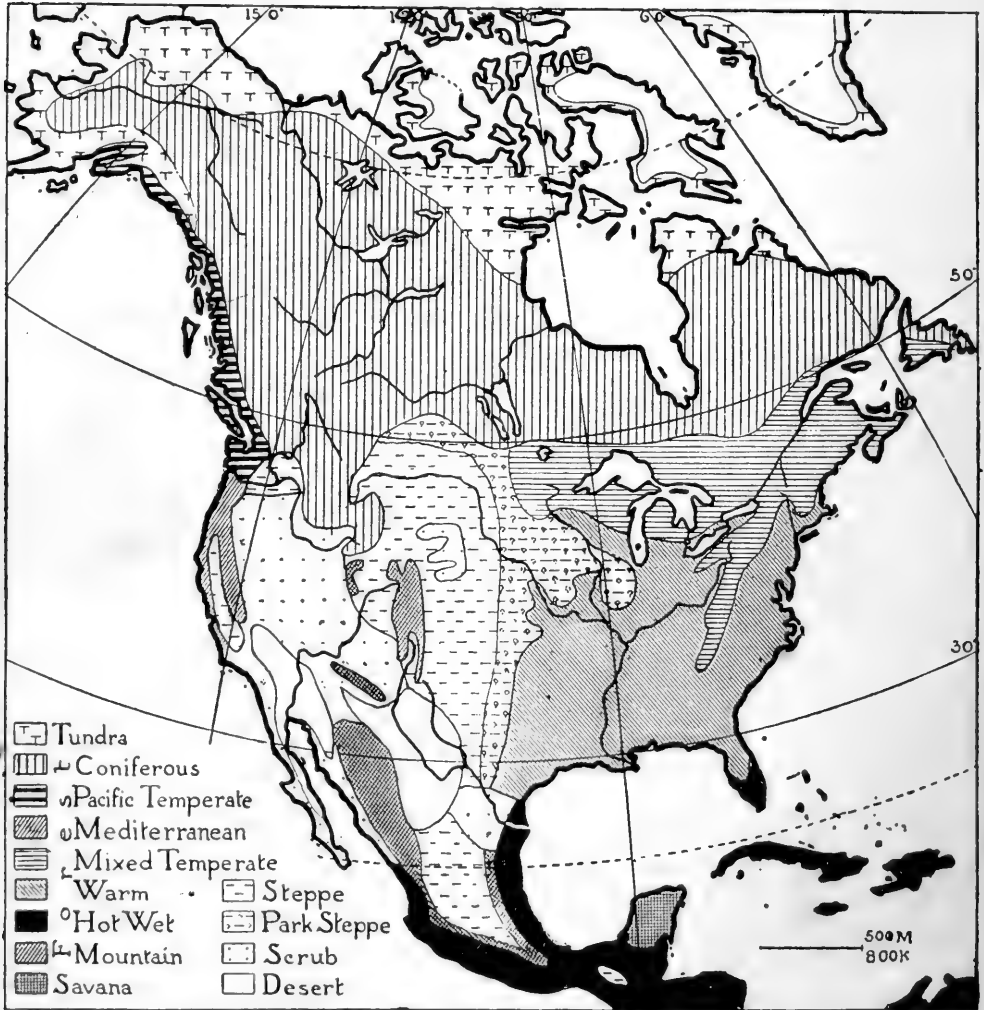 150°
60°
50°
30°
Tundra
Coniferous
Pacific Temperate
Mediterranean
Mixed Temperate
Warm
Hot Wet
Mountain
Savana
Forests
Steppe
Park Steppe
Scrub
Desert
500M
800K